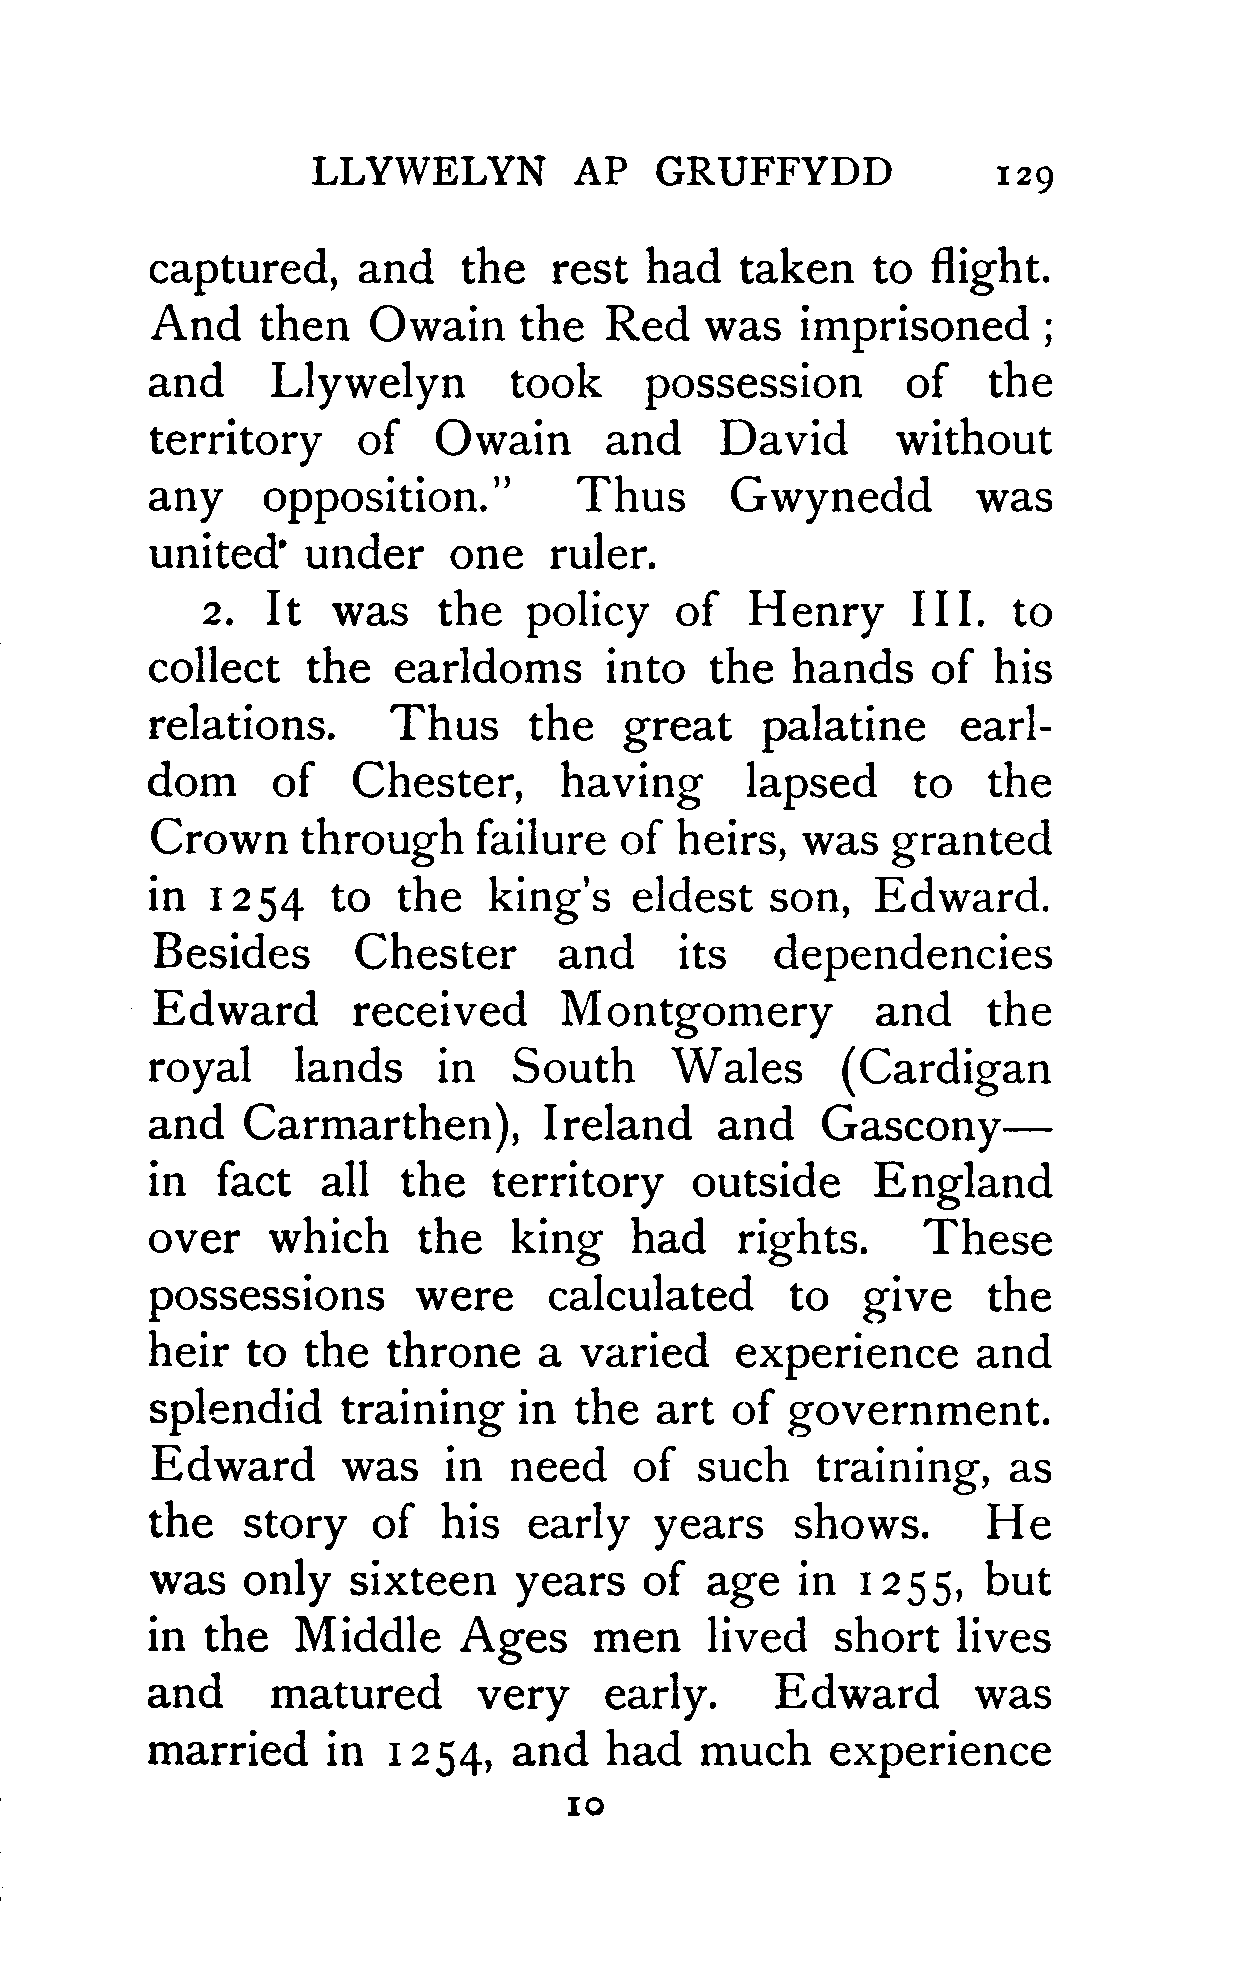 LLYWELYN AP GRUFFYDD 129
captured, and the rest had taken to flight.
And then Owain the Red was imprisoned ;
and Llywelyn took possession of the
territory of Owain and David without
any opposition." Thus Gwynedd was
united under one ruler.
2. It was the policy of Henry III. to
collect the earldoms into the hands of his
relations. Thus the great palatine earl-
dom of Chester, having lapsed to the
Crown through failure of heirs, was granted
in 1254 to the king's eldest son, Edward.
Besides Chester and its dependencies
Edward received Montgomery and the
royal lands in South Wales (Cardigan
and Carmarthen), Ireland and Gascony—
in fact all the territory outside England
over which the king had rights. These
possessions were calculated to give the
heir to the throne a varied experience and
splendid training in the art of government.
Edward was in need of such training, as
the story of his early years shows. He
was only sixteen years of age in 1255, but
in the Middle Ages men lived short lives
and matured very early. Edward was
married in 1254, and had much experience
10